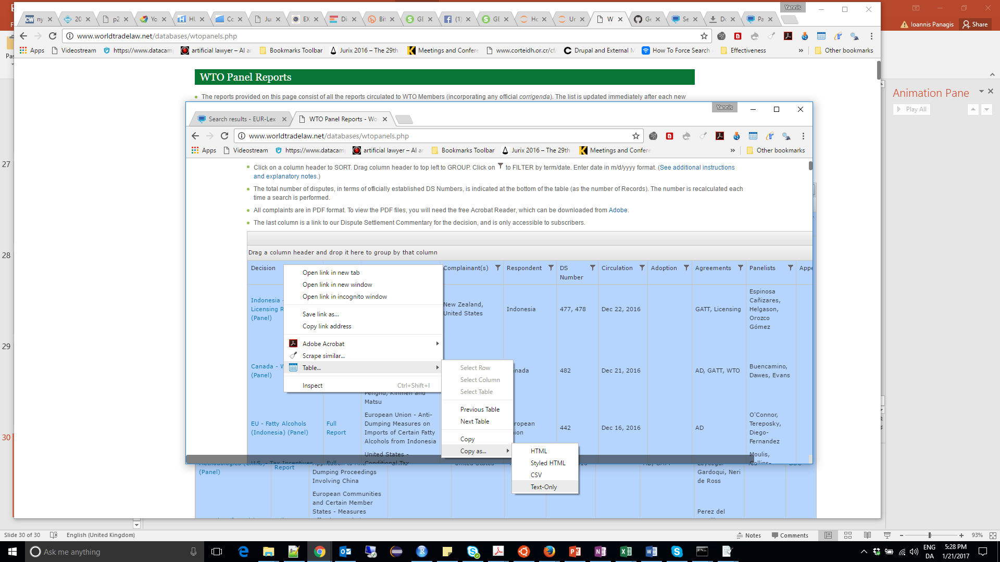 Yannis
Ioannis Panagis
Share
ny
20
p2
Yo
HU
Co
Ju
EX
Di
Bit
GE
(1)
GE
Ho
Ur
W
Ge
Se
Do
Pa
www.worldtradelaw.net/databases/wtopanels.php
Apps
Videostream
https://www.datacam
artificial lawyer – AI ar
Bookmarks Toolbar
Jurix 2016 – The 29th
Meetings and Confere
www.corteidh.or.cr/cf
Drupal and External M
How To Force Search
Effectiveness
»
Other bookmarks
WTO Panel Reports
The reports provided on this page consist of all the reports circulated to WTO Members (incorporating any official corrigenda). The list is updated immediately after each new
Animation Pane
Play All
27
28
29
30
Yannis
Search results - EUR-Lex
WTO Panel Reports - Wo
www.worldtradelaw.net/databases/wtopanels.php
Apps
Videostream
https://www.datacam
artificial lawyer – AI ar
Bookmarks Toolbar
Jurix 2016 – The 29th
Meetings and Confere
»
Other bookmarks
Click on a column header to SORT. Drag column header to top left to GROUP. Click on to FILTER by term/date. Enter date in m/d/yyyy format. (See additional instructions
and explanatory notes.)
The total number of disputes, in terms of officially established DS Numbers, is indicated at the bottom of the table (as the number of Records). The number is recalculated each
time a search is performed.
All complaints are in PDF format. To view the PDF files, you will need the free Acrobat Reader, which can be downloaded from Adobe.
The last column is a link to our Dispute Settlement Commentary for the decision, and is only accessible to subscribers.
Drag a column header and drop it here to group by that column
Decision
Complainant(s)
Respondent
DS
Number
Circulation
Adoption
Agreements
Panelists
Appe
Indonesia -
Licensing R
(Panel)
New Zealand,
United States
Indonesia
477, 478
Dec 22, 2016
GATT, Licensing
Espinosa
Cañizares,
Helgason,
Orozco
Gómez
Canada - W
(Panel)
Penghu, Kinmen and
Matsu
nada
482
Dec 21, 2016
AD, GATT, WTO
Buencamino,
Dawes, Evans
EU - Fatty Alcohols
(Indonesia) (Panel)
Full
Report
European Union - Anti-
Dumping Measures on
Imports of Certain Fatty
Alcohols from Indonesia
ropean
ion
442
Dec 16, 2016
AD
O'Connor,
Tereposky,
Diego-
Fernandez
U.S. - Tax Incentives
Full
United States -
Conditional Tax
Moulis,
Collins-
Open link in new tab
Open link in new window
Open link in incognito window
Save link as...
Copy link address
Adobe Acrobat
Scrape similar...
Table...
Inspect
Ctrl+Shift+I
Select Row
Select Column
Select Table
Previous Table
Next Table
Copy
Copy as...
HTML
Styled HTML
CSV
Text-Only
(Panel)
Report
Dumping Proceedings
Involving China
Gardoqui, Neri
de Ross
European Communities
and Certain Member
States - Measures
Perez del
Slide 30 of 30
English (United Kingdom)
Notes
Comments
93%
Ask me anything
ENG
DA
5:28 PM
1/21/2017